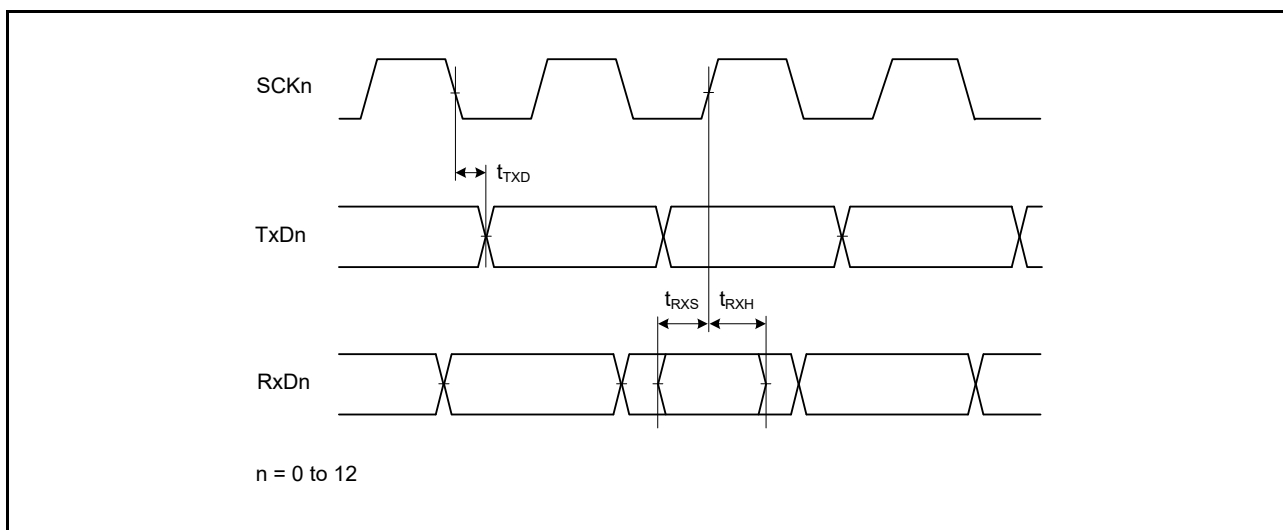 SCKn
tTXD
TxDn
tRXS tRXH
RxDn
n = 0 to 12